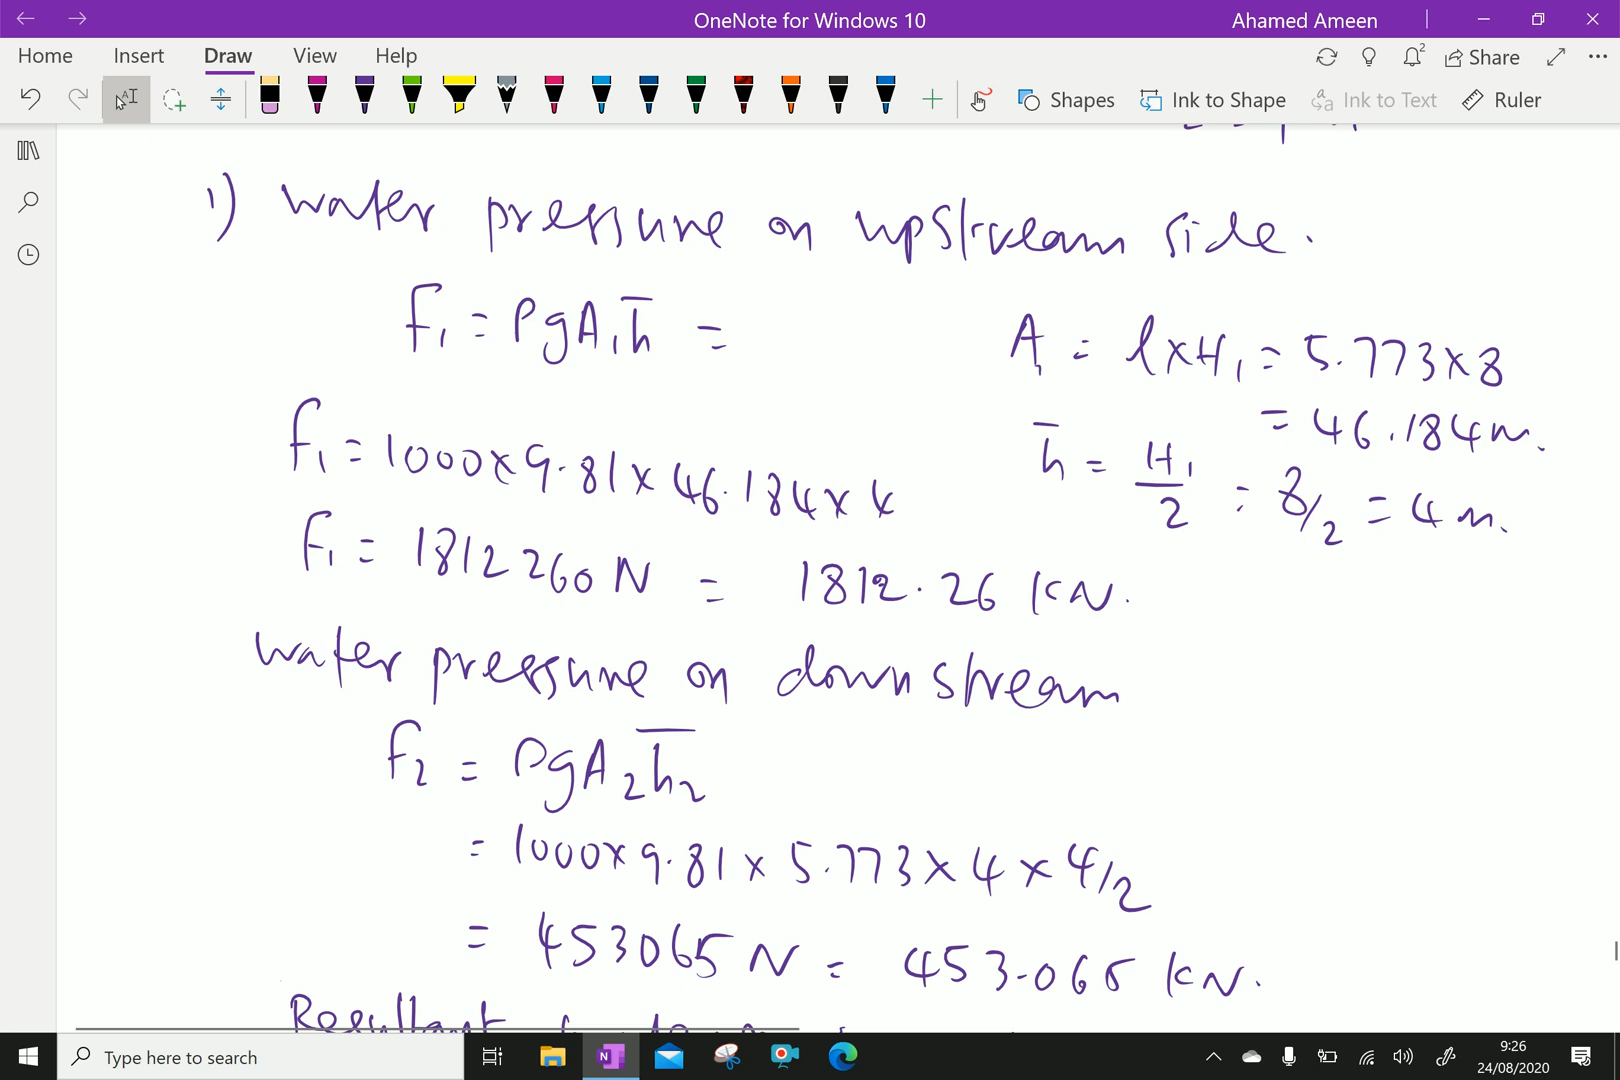 OneNote for Windows 10
Ahamed Ameen
Home Insert Draw View Help
2
Share
Shapes Ink to Shape Ink to Text Ruler
1) water pressure on upstream side.
F₁ = ρgA₁h̄ =
A₁ = l×H₁ = 5.773×8
= 46.184m.
h̄ = H₁/2 = 8/2 = 4 m.
F₁ = 1000×9.81×46.184×4
F₁ = 1812260 N = 1812.26 KN.
water pressure on downstream
F₂ = ρgA₂h̄₂
= 1000×9.81×5.773×4×4/2
= 453065 N = 453.065 KN.
Resultant
Type here to search
9:26
24/08/2020